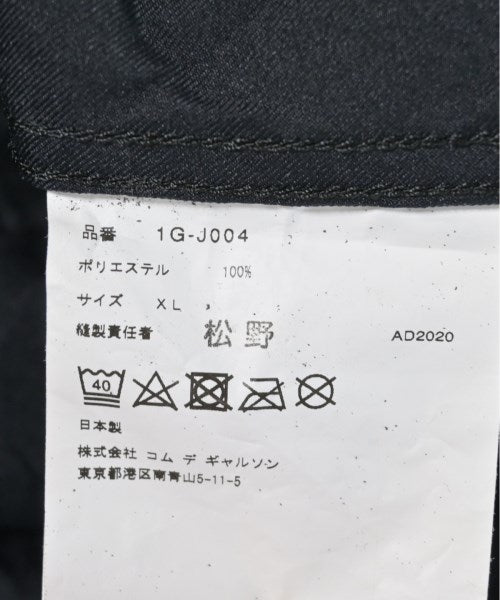 品番 1G-J004
ポリエステル 100%
サイズ XL
縫製責任者 松野 AD2020
40
日本製
株式会社 コム デ ギャルソン
東京都港区南青山5-11-5